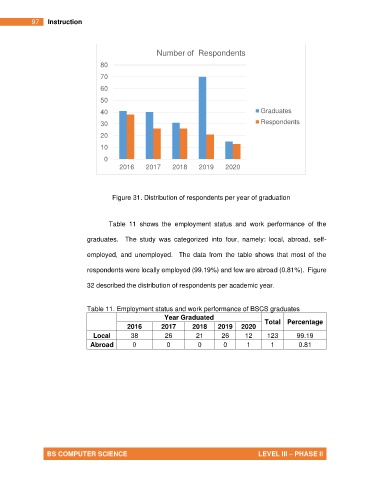 97 Instruction
Number of Respondents
80
70
60
50
40
30
20
10
0
2016 2017 2018 2019 2020
Graduates
Respondents
Figure 31. Distribution of respondents per year of graduation
Table 11 shows the employment status and work performance of the
graduates. The study was categorized into four, namely: local, abroad, self-
employed, and unemployed. The data from the table shows that most of the
respondents were locally employed (99.19%) and few are abroad (0.81%). Figure
32 described the distribution of respondents per academic year.
Table 11. Employment status and work performance of BSCS graduates
Year Graduated Total Percentage
2016 2017 2018 2019 2020
Local 38 26 21 26 12 123 99.19
Abroad 0 0 0 0 1 1 0.81
BS COMPUTER SCIENCE LEVEL III – PHASE II